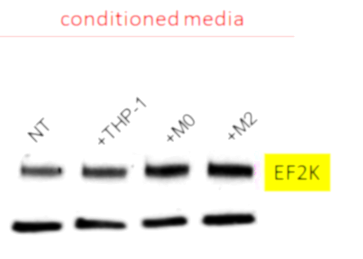 conditioned media
NT
+THP-1
+M0
+M2
EF2K